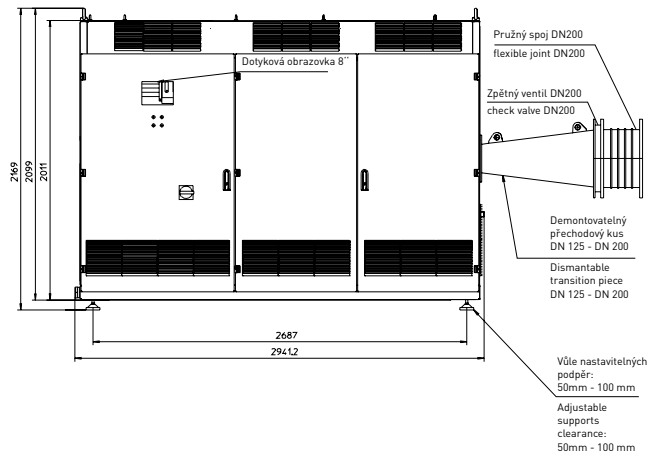 Pružný spoj DN200
flexible joint DN200
Dotyková obrazovka 8’’
Zpětný ventil DN200
check valve DN200
2169
2099
2011
Demontovatelný
přechodový kus
DN 125 - DN 200
Dismantable
transition piece
DN 125 - DN 200
2687
2941,2
Vůle nastavitelných
podpěr:
50mm - 100 mm
Adjustable
supports
clearance:
50mm - 100 mm